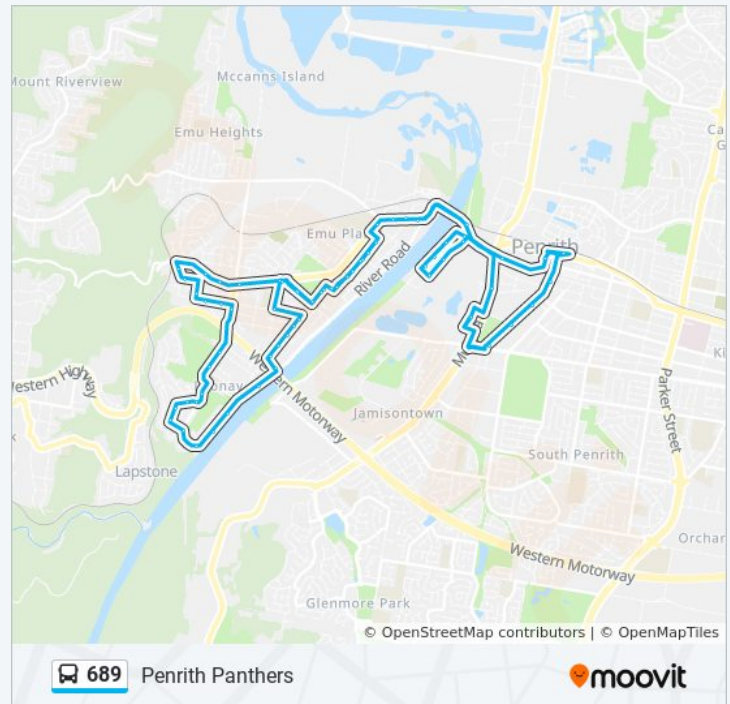 Mount Riverview
Mccanns Island
Emu Heights
Emu Pla
River Road
Penrith
Western Highway
Western Motorway
Jamisontown
Parker Street
South Penrith
Lapstone
Orchar
Western Motorway
Glenmore Park
© OpenStreetMap contributors | © OpenMapTiles
689 Penrith Panthers
moovit